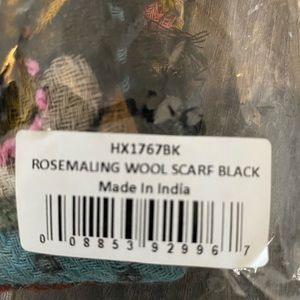 HX1767BK
ROSEMALING WOOL SCARF BLACK
Made In India
0 08853 92996 7